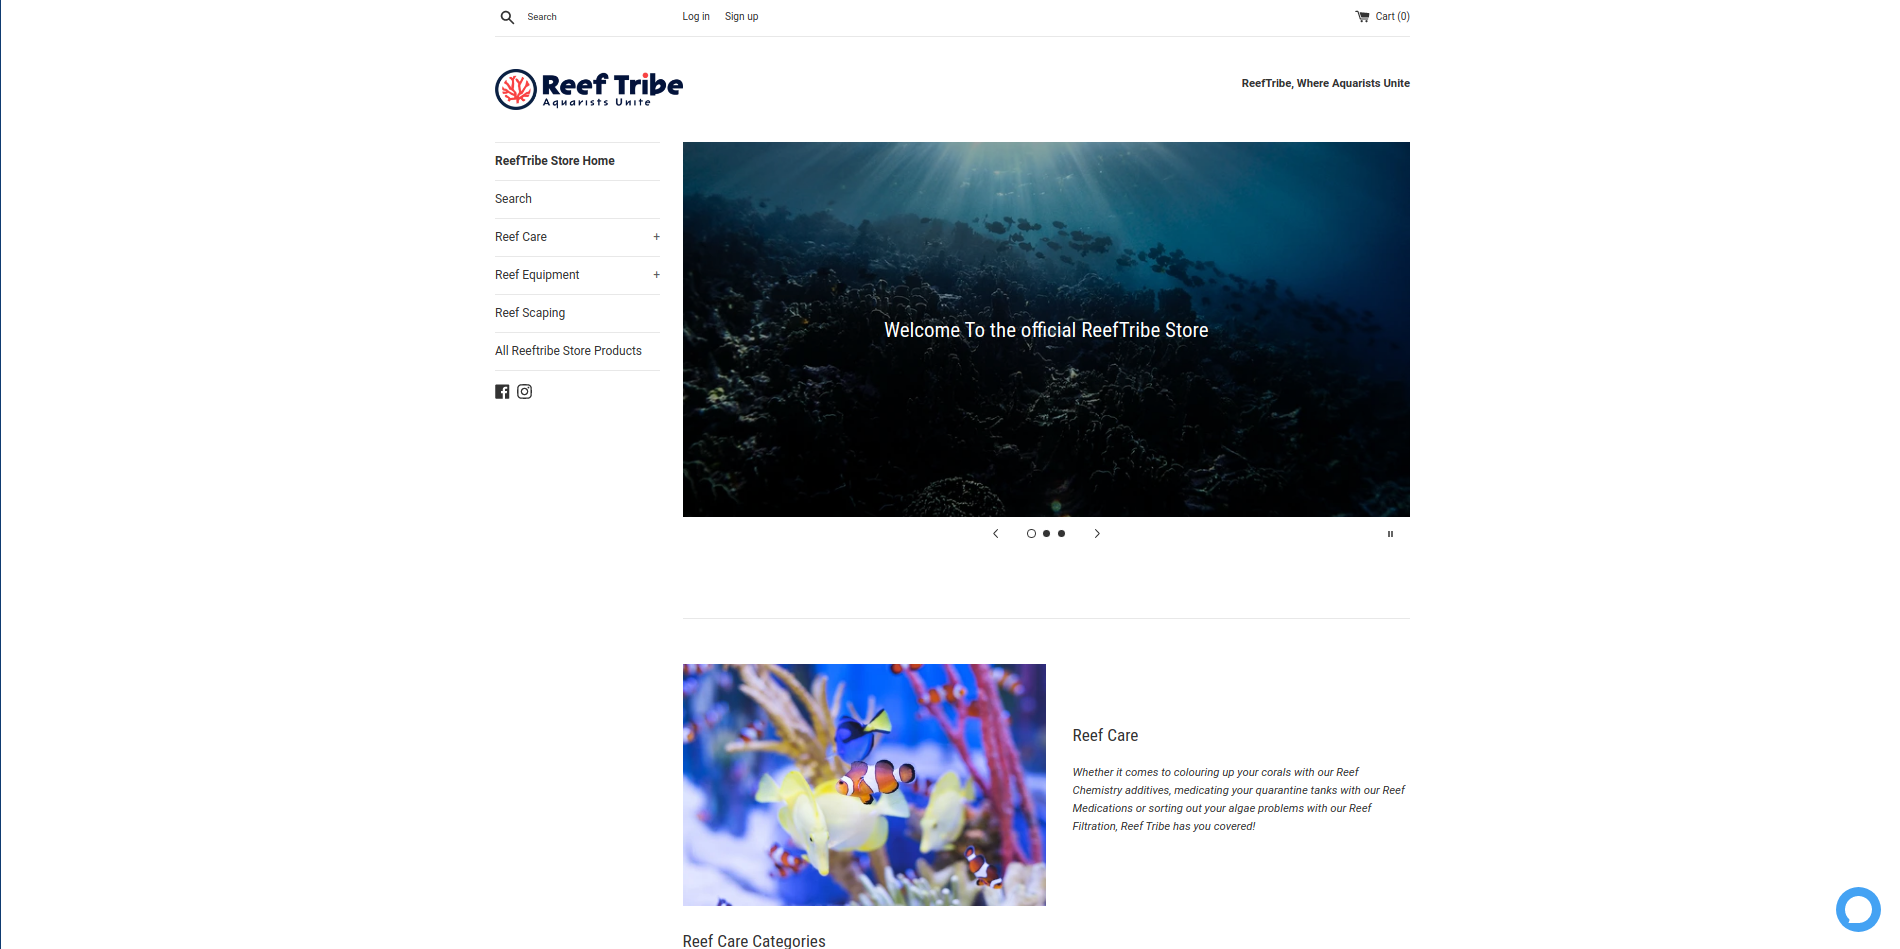 Search
Log in
Sign up
Cart (0)
Reef Tribe
Aquarists Unite
ReefTribe, Where Aquarists Unite
ReefTribe Store Home
Search
Reef Care +
Reef Equipment +
Reef Scaping
All Reeftribe Store Products
Welcome To the official ReefTribe Store
Reef Care
Whether it comes to colouring up your corals with our Reef
Chemistry additives, medicating your quarantine tanks with our Reef
Medications or sorting out your algae problems with our Reef
Filtration, Reef Tribe has you covered!
Reef Care Categories